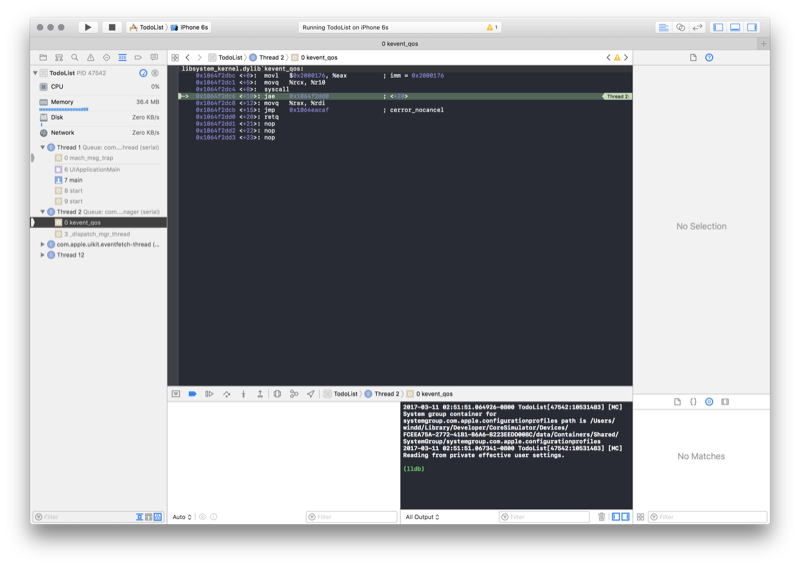 TodoList 〉 iPhone 6s
Running TodoList on iPhone 6s
1
0 kevent_qos
TodoList PID 47542
CPU 0%
Memory 36.4 MB
Disk Zero KB/s
Network Zero KB/s
Thread 1 Queue: com....hread (serial)
0 mach_msg_trap
6 UIApplicationMain
7 main
8 start
9 start
Thread 2 Queue: com....nager (serial)
0 kevent_qos
3 _dispatch_mgr_thread
com.apple.uikit.eventfetch-thread (...
Thread 12
Filter
TodoList 〉 Thread 2 〉 0 kevent_qos
libsystem_kernel.dylib`kevent_qos:
0x1064f2dbc <+0>: movl $0x2000176, %eax ; imm = 0x2000176
0x1064f2dc1 <+5>: movq %rcx, %r10
0x1064f2dc4 <+8>: syscall
-> 0x1064f2dc6 <+10>: jae 0x1064f2dd0 ; <+20>
Thread 2:
0x1064f2dc8 <+12>: movq %rax, %rdi
0x1064f2dcb <+15>: jmp 0x1064eacaf ; cerror_nocancel
0x1064f2dd0 <+20>: retq
0x1064f2dd1 <+21>: nop
0x1064f2dd2 <+22>: nop
0x1064f2dd3 <+23>: nop
TodoList 〉 Thread 2 〉 0 kevent_qos
2017-03-11 02:51:51.064926-0800 TodoList[47542:10531483] [MC]
System group container for
systemgroup.com.apple.configurationprofiles path is /Users/
windd/Library/Developer/CoreSimulator/Devices/
FCEEA75A-2772-4181-B6A6-8223EEDD008C/data/Containers/Shared/
SystemGroup/systemgroup.com.apple.configurationprofiles
2017-03-11 02:51:51.067341-0800 TodoList[47542:10531483] [MC]
Reading from private effective user settings.
(lldb)
Auto
Filter
All Output
Filter
No Selection
No Matches
Filter